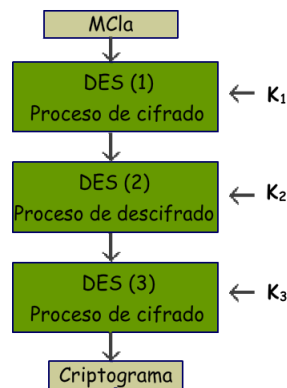 MCla
DES (1)
Proceso de cifrado
K1
DES (2)
Proceso de descifrado
K2
DES (3)
Proceso de cifrado
K3
Criptograma